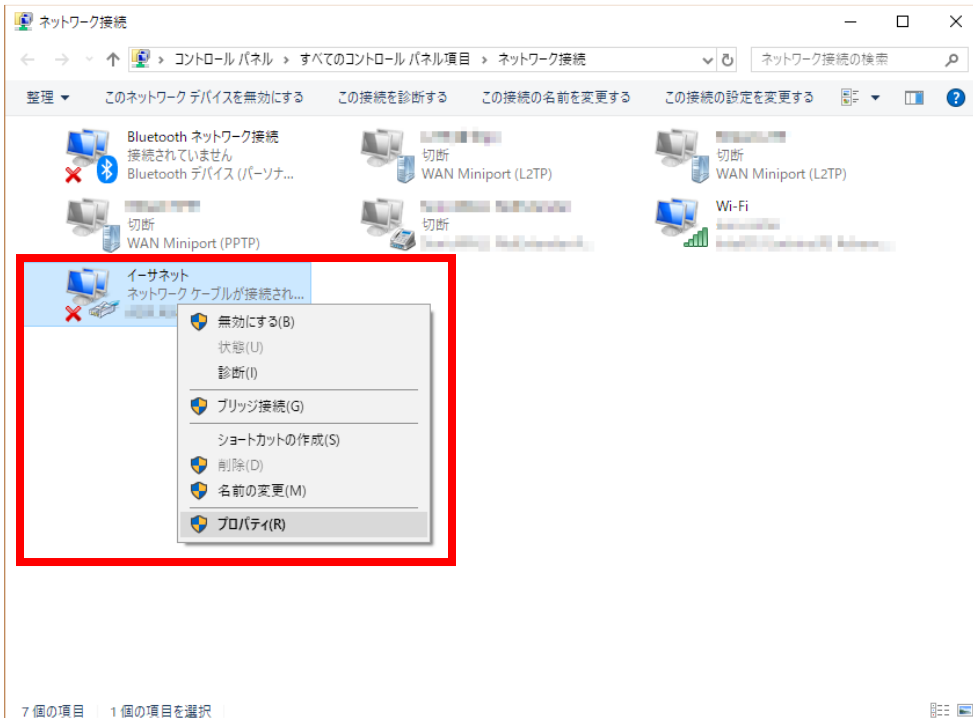 ネットワーク接続
コントロール パネル › すべてのコントロール パネル項目 › ネットワーク接続
ネットワーク接続の検索
整理
このネットワーク デバイスを無効にする
この接続を診断する
この接続の名前を変更する
この接続の設定を変更する
Bluetooth ネットワーク接続
接続されていません
Bluetooth デバイス (パーソナ...
切断
WAN Miniport (L2TP)
切断
WAN Miniport (L2TP)
切断
WAN Miniport (PPTP)
切断
Wi-Fi
イーサネット
ネットワーク ケーブルが接続され...
無効にする(B)
状態(U)
診断(I)
ブリッジ接続(G)
ショートカットの作成(S)
削除(D)
名前の変更(M)
プロパティ(R)
7 個の項目
1 個の項目を選択